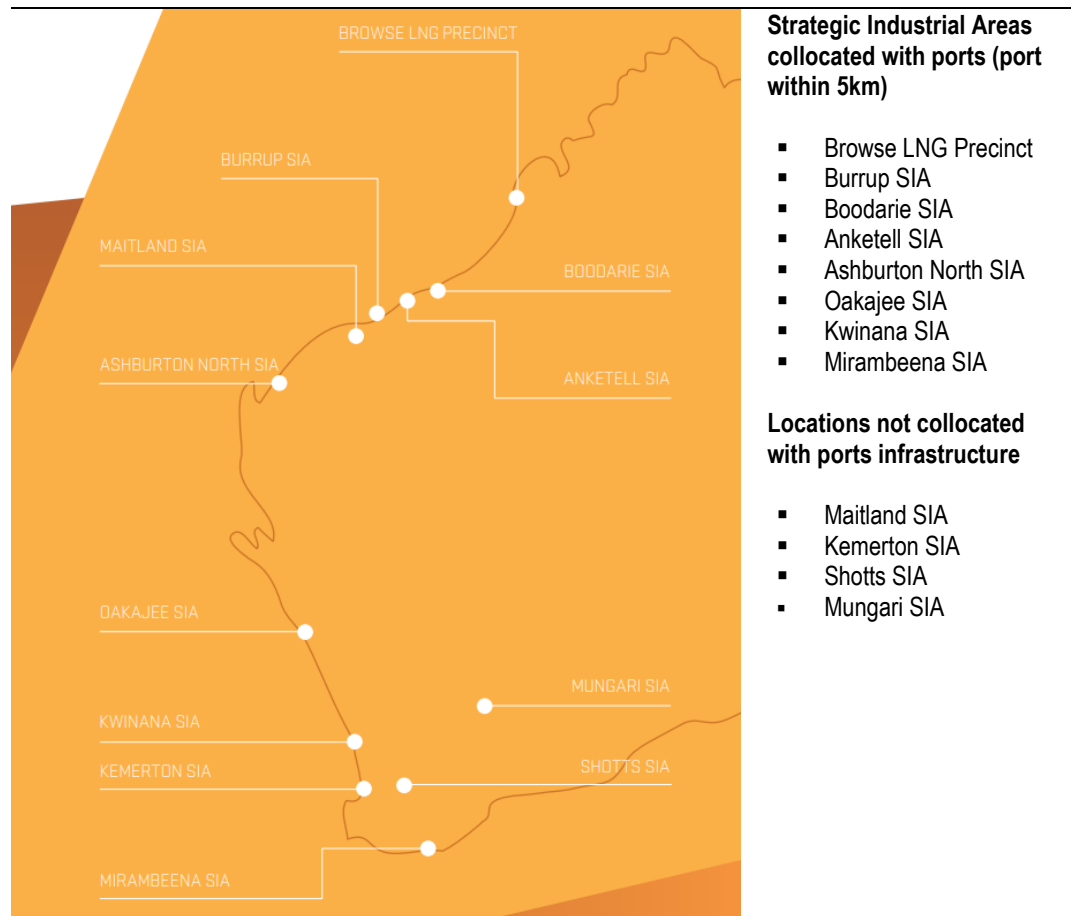 BROWSE LNG PRECINCT
BURRUP SIA
MAITLAND SIA
BOODARIE SIA
ASHBURTON NORTH SIA
ANKETELL SIA
OAKAJEE SIA
MUNGARI SIA
KWINANA SIA
SHOTTS SIA
KEMERTON SIA
MIRAMBEENA SIA
Strategic Industrial Areas
collocated with ports (port
within 5km)
▪ Browse LNG Precinct
▪ Burrup SIA
▪ Boodarie SIA
▪ Anketell SIA
▪ Ashburton North SIA
▪ Oakajee SIA
▪ Kwinana SIA
▪ Mirambeena SIA
Locations not collocated
with ports infrastructure
▪ Maitland SIA
▪ Kemerton SIA
▪ Shotts SIA
▪ Mungari SIA